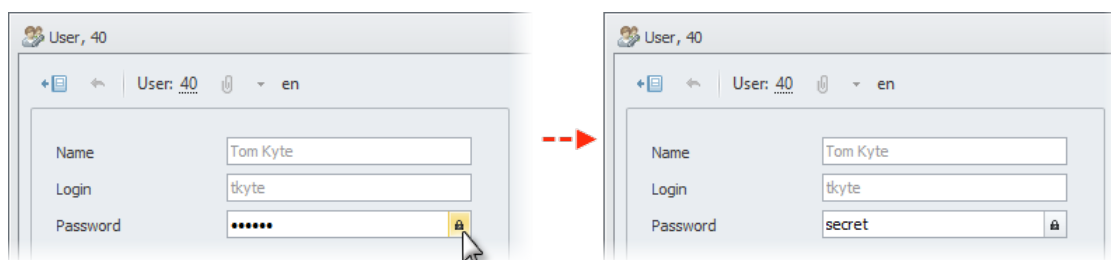 User, 40
User: 40 en
Name Tom Kyte
Login tkyte
Password ••••••
User, 40
User: 40 en
Name Tom Kyte
Login tkyte
Password secret